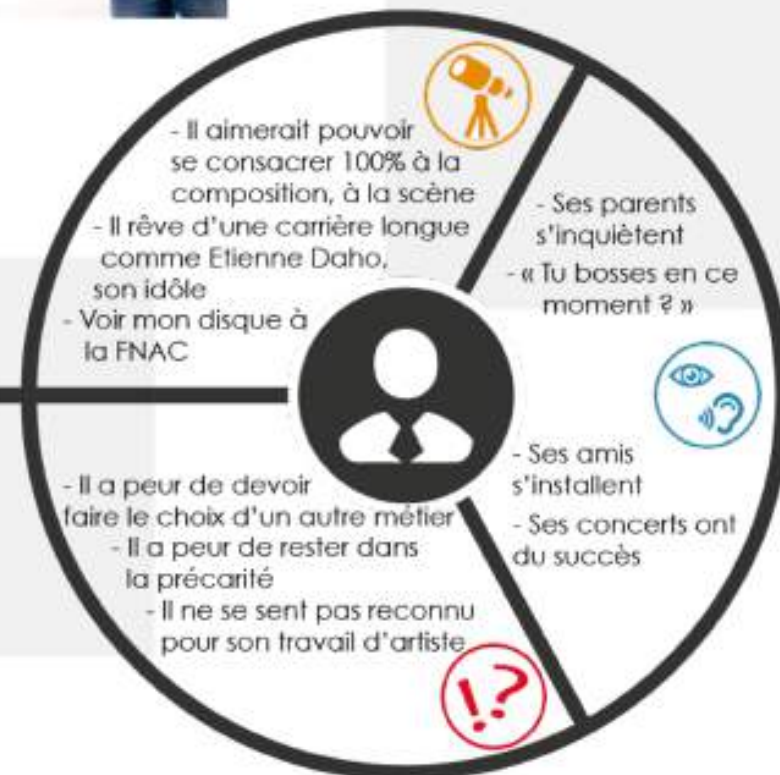 - Il aimerait pouvoir
se consacrer 100% à la
composition, à la scène
- Il rêve d'une carrière longue
comme Etienne Daho,
son idôle
- Voir mon disque à
la FNAC
- Ses parents
s'inquiètent
- « Tu bosses en ce
moment ? »
- Ses amis
s'installent
- Ses concerts ont
du succès
- Il a peur de devoir
faire le choix d'un autre métier
- Il a peur de rester dans
la précarité
- Il ne se sent pas reconnu
pour son travail d'artiste
!?